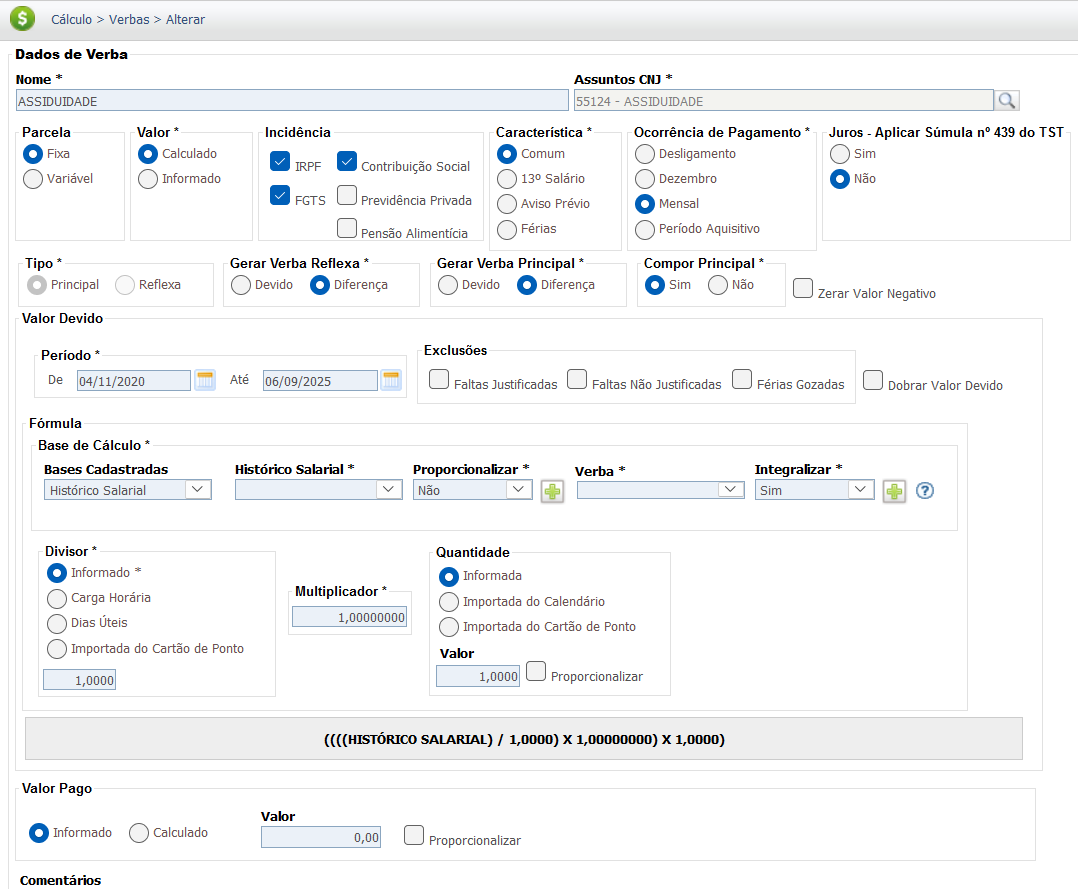 Cálculo > Verbas > Alterar
Dados de Verba
Nome * Assuntos CNJ *
ASSIDUIDADE 55124 - ASSIDUIDADE
Parcela Valor * Incidência Característica * Ocorrência de Pagamento * Juros - Aplicar Súmula nº 439 do TST
Fixa Calculado IRPF Contribuição Social Comum Desligamento Sim
Variável Informado FGTS Previdência Privada 13º Salário Dezembro Não
Pensão Alimentícia Aviso Prévio Mensal
Férias Período Aquisitivo
Tipo * Gerar Verba Reflexa * Gerar Verba Principal * Compor Principal *
Principal Reflexa Devido Diferença Devido Diferença Sim Não Zerar Valor Negativo
Valor Devido
Período * Exclusões
De 04/11/2020 Até 06/09/2025 Faltas Justificadas Faltas Não Justificadas Férias Gozadas Dobrar Valor Devido
Fórmula
Base de Cálculo *
Bases Cadastradas Histórico Salarial * Proporcionalizar * Verba * Integralizar *
Histórico Salarial Não Sim ?
Divisor * Quantidade
Informado * Informada
Carga Horária Multiplicador * Importada do Calendário
Dias Úteis 1,00000000 Importada do Cartão de Ponto
Importada do Cartão de Ponto Valor
1,0000 1,0000 Proporcionalizar
((((HISTÓRICO SALARIAL) / 1,0000) X 1,00000000) X 1,0000)
Valor Pago
Informado Calculado Valor
0,00 Proporcionalizar
Comentários